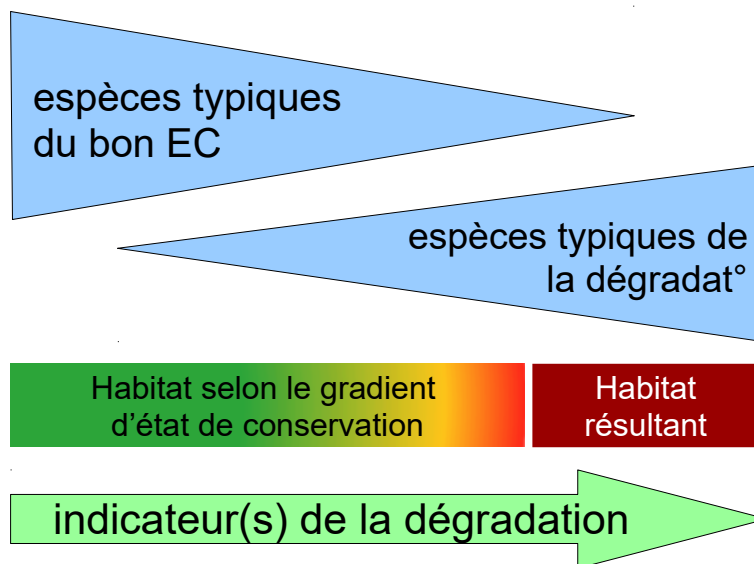 espèces typiques
du bon EC
espèces typiques de
la dégradat°
Habitat selon le gradient
d’état de conservation
Habitat
résultant
indicateur(s) de la dégradation